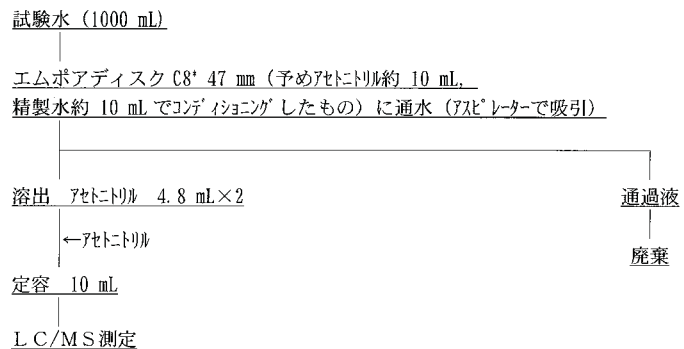 試験水 (1000 mL)
エムポアディスク C8* 47 mm (予めｱｾﾄﾆﾄﾘﾙ約 10 mL,
精製水約 10 mL でｺﾝﾃﾞｨｼｮﾆﾝｸﾞしたもの) に通水 (ｱｽﾋﾟﾚｰﾀｰで吸引)
溶出 ｱｾﾄﾆﾄﾘﾙ 4.8 mL×2 通過液
←ｱｾﾄﾆﾄﾘﾙ
廃棄
定容 10 mL
ＬＣ/ＭＳ測定